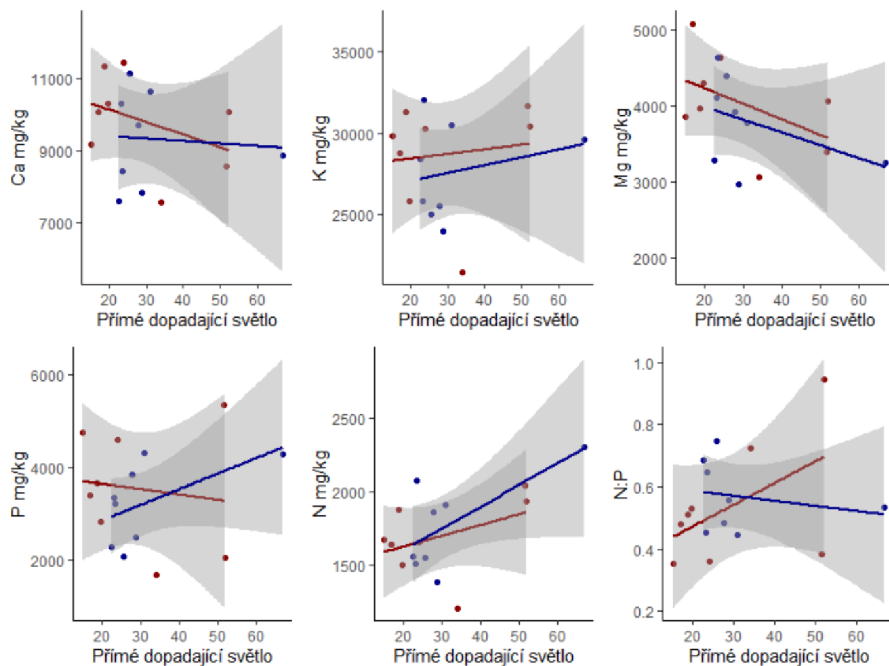 Ca mg/kg
11000
9000
7000
20 30 40 50 60
Přímé dopadající světlo
K mg/kg
35000
30000
25000
20 30 40 50 60
Přímé dopadající světlo
Mg mg/kg
5000
4000
3000
2000
20 30 40 50 60
Přímé dopadající světlo
P mg/kg
6000
4000
2000
20 30 40 50 60
Přímé dopadající světlo
N mg/kg
2500
2000
1500
20 30 40 50 60
Přímé dopadající světlo
N:P
1.0
0.8
0.6
0.4
0.2
20 30 40 50 60
Přímé dopadající světlo